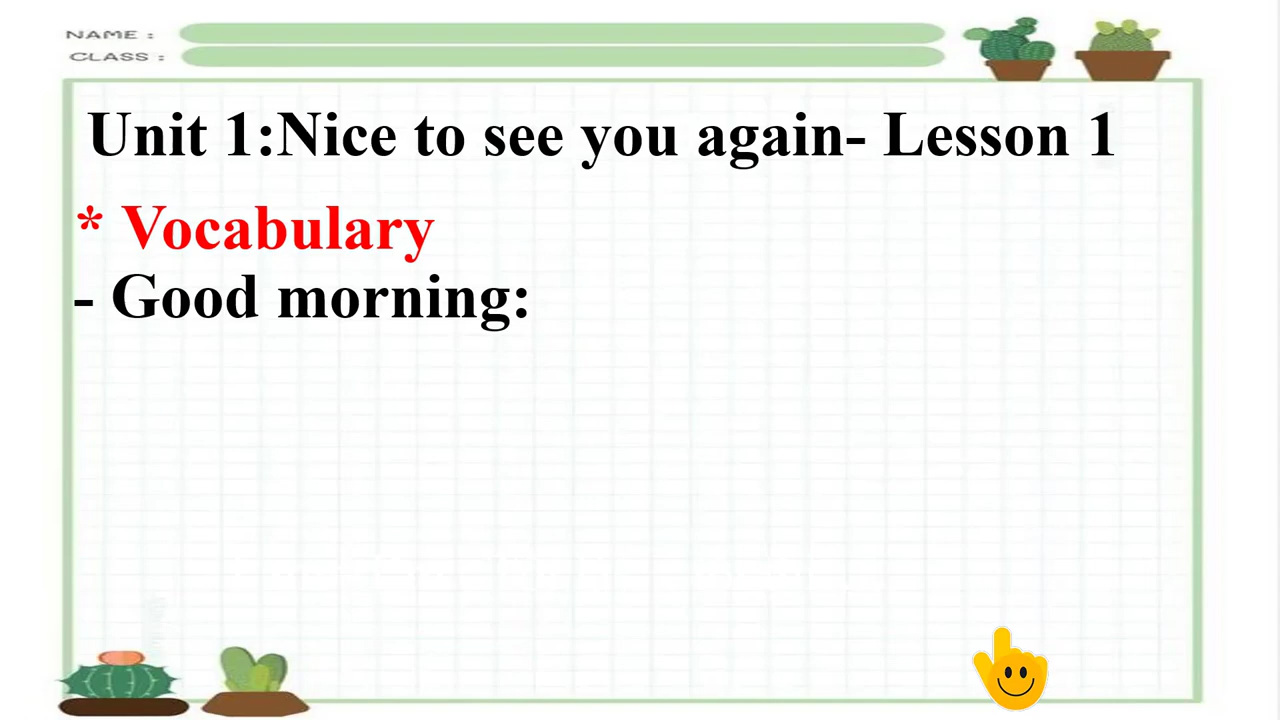 NAME :
CLASS :
Unit 1:Nice to see you again- Lesson 1
* Vocabulary
- Good morning: